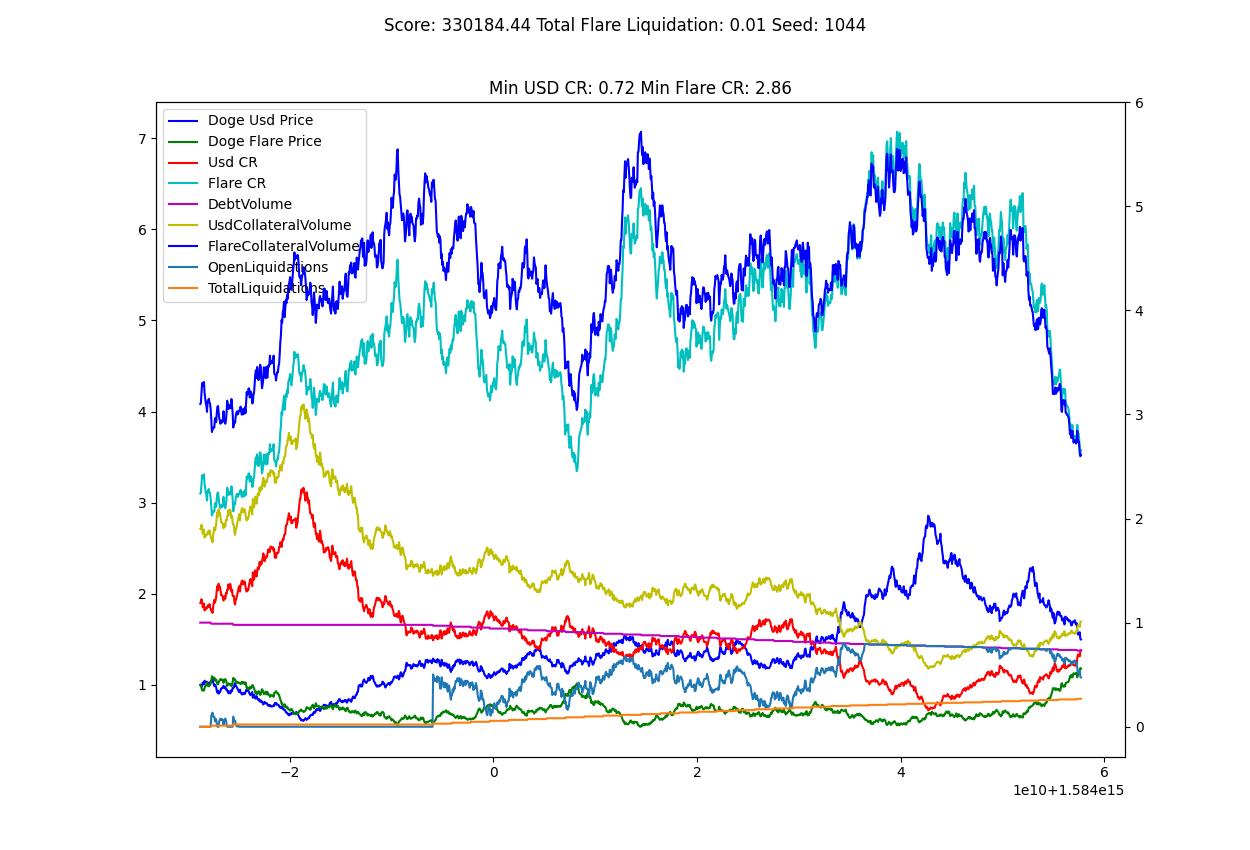 Score: 330184.44 Total Flare Liquidation: 0.01 Seed: 1044
Min USD CR: 0.72 Min Flare CR: 2.86
Doge Usd Price
Doge Flare Price
Usd CR
Flare CR
DebtVolume
UsdCollateralVolume
FlareCollateralVolume
OpenLiquidations
TotalLiquidations
7
6
5
4
3
2
1
6
5
4
3
2
1
0
−2
0
2
4
6
1e10+1.584e15